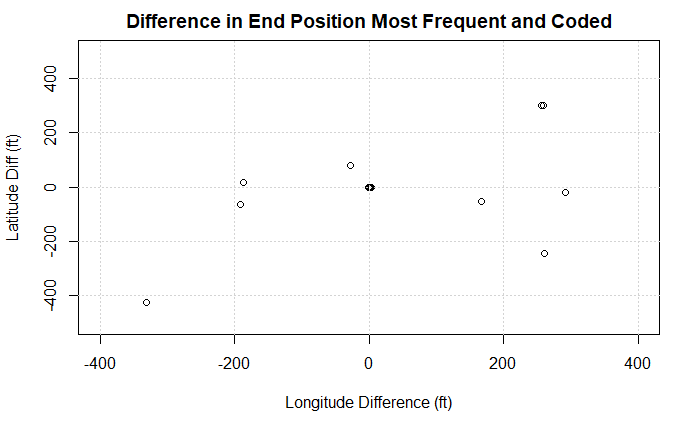 Difference in End Position Most Frequent and Coded
Latitude Diff (ft)
400
200
0
-200
-400
-400 -200 0 200 400
Longitude Difference (ft)